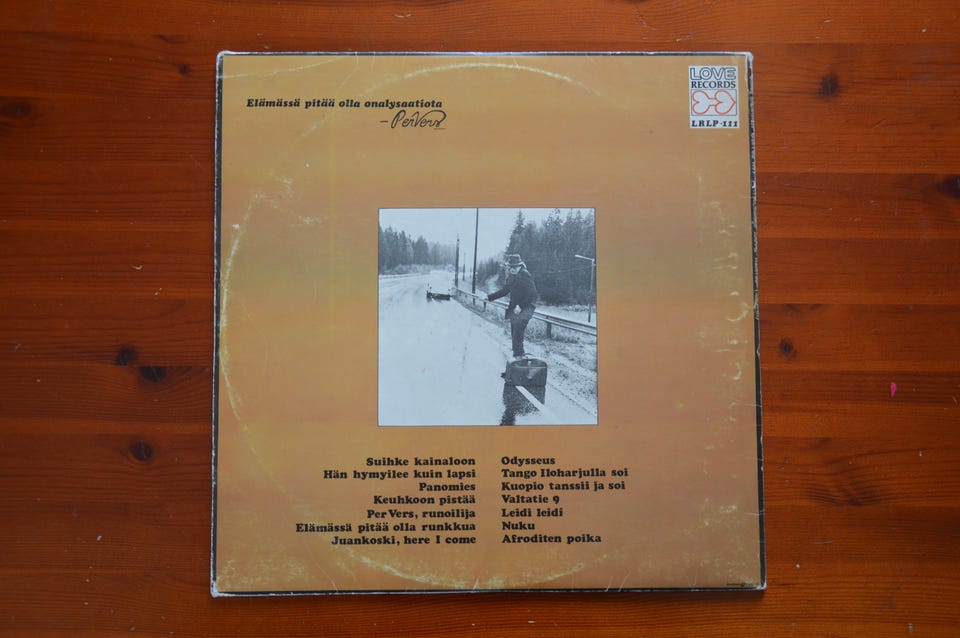 Elämässä pitää olla onalysaatiota
-PerVers
LOVE
RECORDS
LRLP-111
Suihke kainaloon
Hän hymyilee kuin lapsi
Panomies
Keuhkoon pistää
Per Vers, runoilija
Elämässä pitää olla runkkua
Juankoski, here I come
Odysseus
Tango Iloharjulla soi
Kuopio tanssii ja soi
Valtatie 9
Leidi leidi
Nuku
Afroditen poika